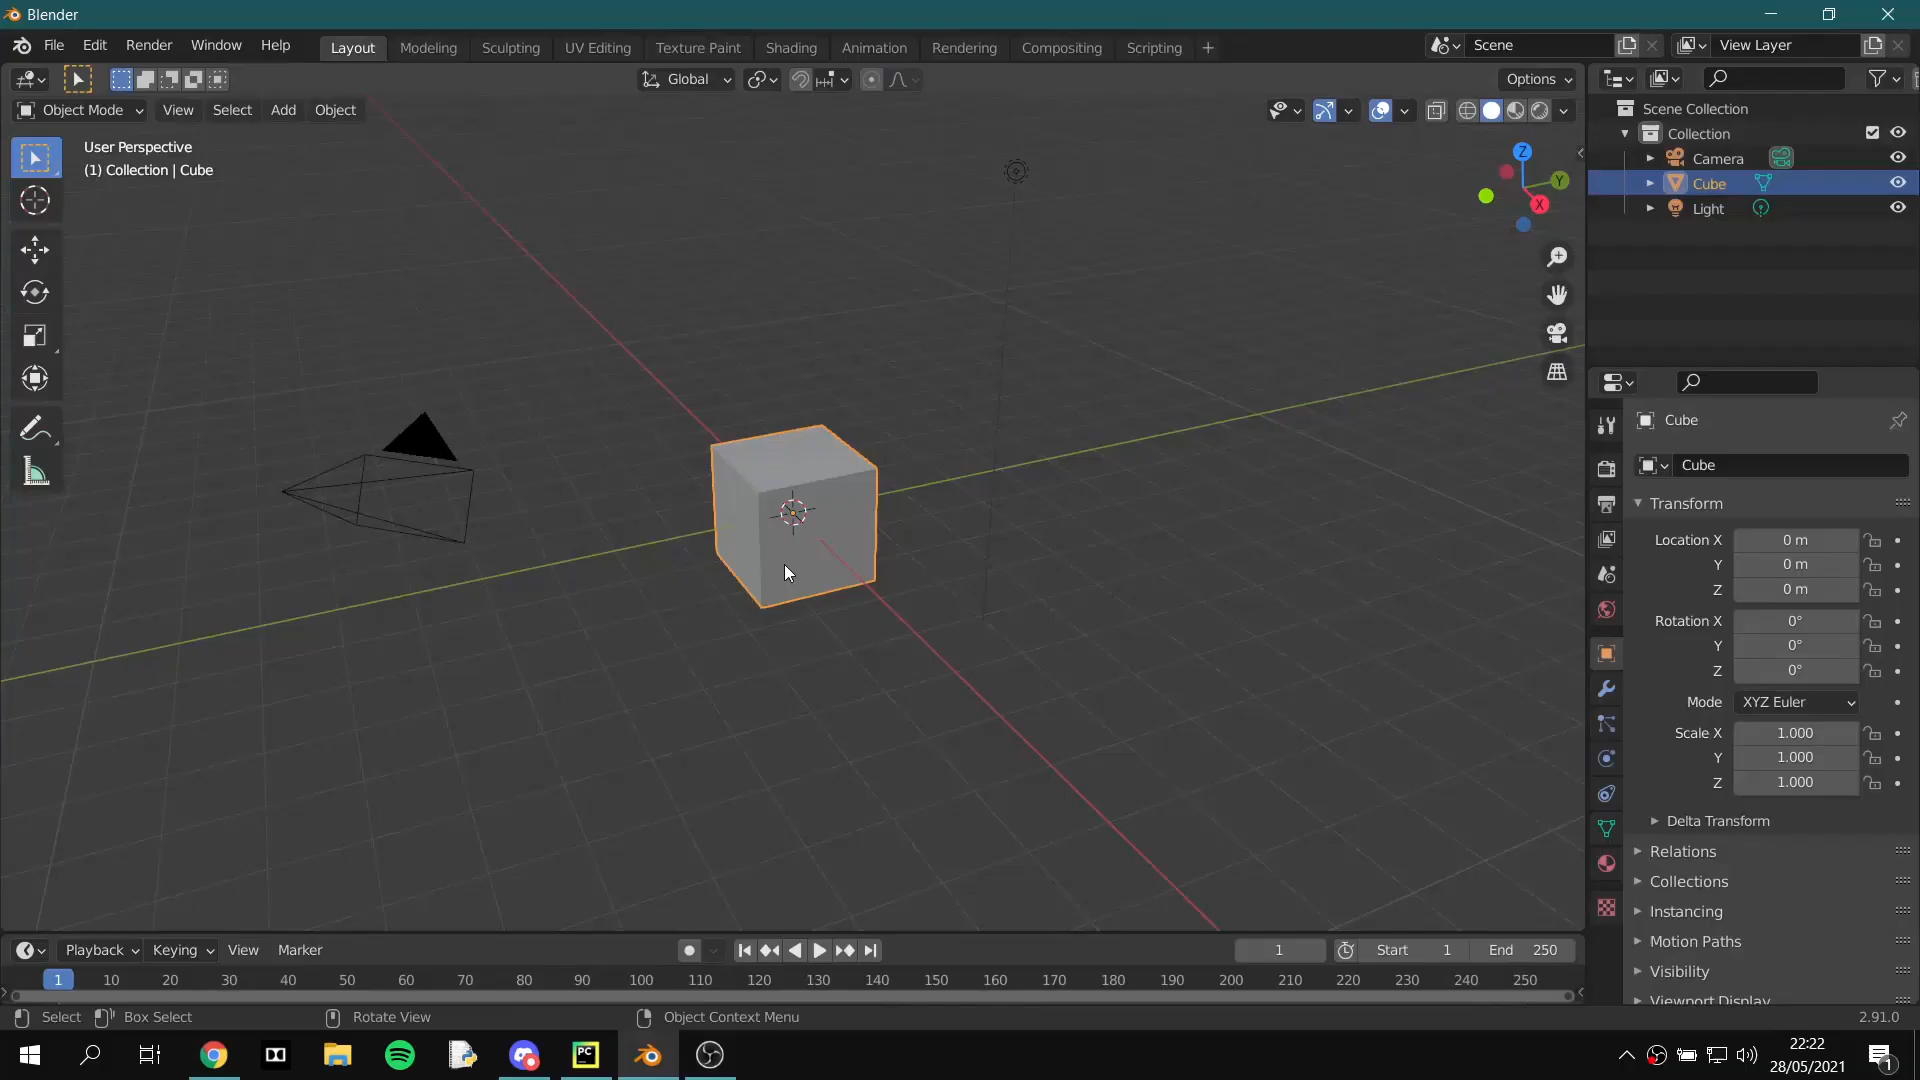 Blender
File Edit Render Window Help Layout Modeling Sculpting UV Editing Texture Paint Shading Animation Rendering Compositing Scripting + Scene View Layer
Global Options
Object Mode View Select Add Object
User Perspective
(1) Collection | Cube
Z
Y
X
Scene Collection
Collection
Camera
Cube
Light
Cube
Cube
Transform
Location X 0 m
Y 0 m
Z 0 m
Rotation X 0°
Y 0°
Z 0°
Mode XYZ Euler
Scale X 1.000
Y 1.000
Z 1.000
Delta Transform
Relations
Collections
Instancing
Motion Paths
Visibility
Viewport Display
Playback Keying View Marker 1 Start 1 End 250
1 10 20 30 40 50 60 70 80 90 100 110 120 130 140 150 160 170 180 190 200 210 220 230 240 250
Select Box Select Rotate View Object Context Menu 2.91.0
PC
22:22
28/05/2021
1